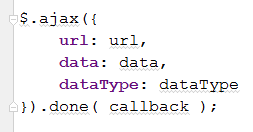 $.ajax({
    url: url,
    data: data,
    dataType: dataType
}).done( callback );